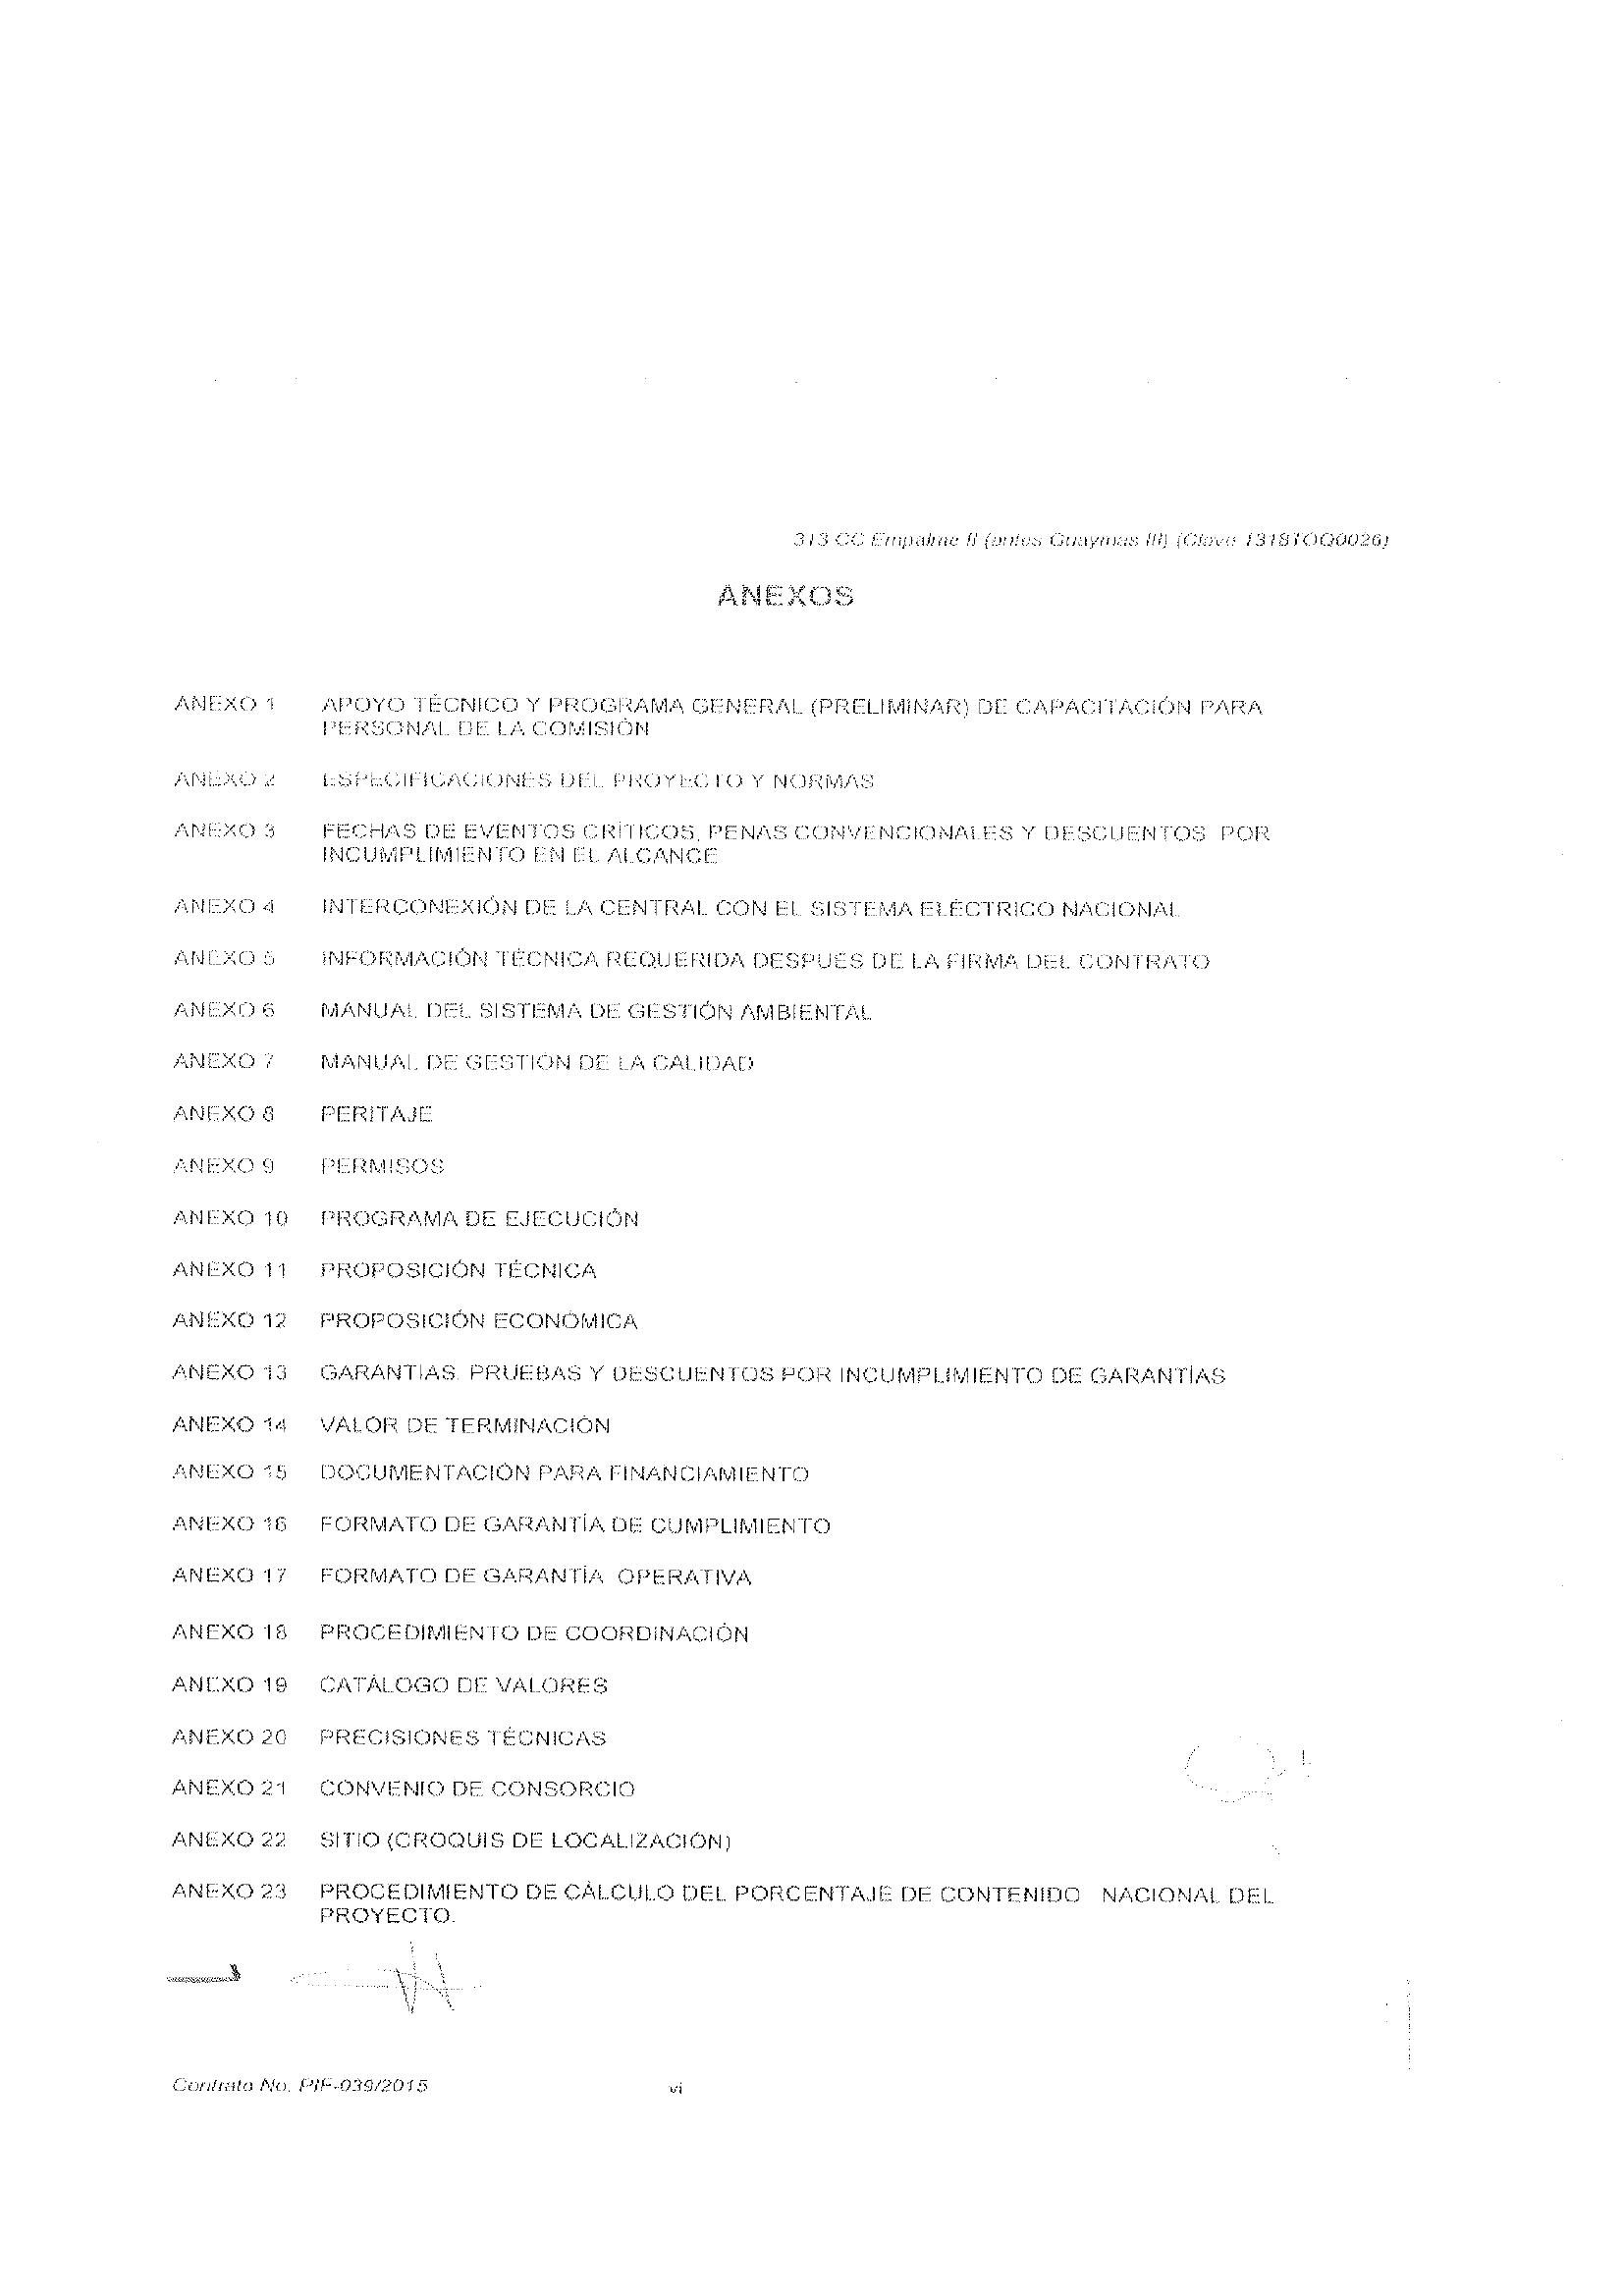 313 CC Empalme II (antes Guaymas III) (Clave 1318TOQ0026)
ANEXOS
ANEXO 1 APOYO TÉCNICO Y PROGRAMA GENERAL (PRELIMINAR) DE CAPACITACIÓN PARA
PERSONAL DE LA COMISIÓN
ANEXO 2 ESPECIFICACIONES DEL PROYECTO Y NORMAS
ANEXO 3 FECHAS DE EVENTOS CRÍTICOS, PENAS CONVENCIONALES Y DESCUENTOS POR
INCUMPLIMIENTO EN EL ALCANCE
ANEXO 4 INTERCONEXIÓN DE LA CENTRAL CON EL SISTEMA ELÉCTRICO NACIONAL
ANEXO 5 INFORMACIÓN TÉCNICA REQUERIDA DESPUÉS DE LA FIRMA DEL CONTRATO
ANEXO 6 MANUAL DEL SISTEMA DE GESTIÓN AMBIENTAL
ANEXO 7 MANUAL DE GESTIÓN DE LA CALIDAD
ANEXO 8 PERITAJE
ANEXO 9 PERMISOS
ANEXO 10 PROGRAMA DE EJECUCIÓN
ANEXO 11 PROPOSICIÓN TÉCNICA
ANEXO 12 PROPOSICIÓN ECONÓMICA
ANEXO 13 GARANTÍAS, PRUEBAS Y DESCUENTOS POR INCUMPLIMIENTO DE GARANTÍAS
ANEXO 14 VALOR DE TERMINACIÓN
ANEXO 15 DOCUMENTACIÓN PARA FINANCIAMIENTO
ANEXO 16 FORMATO DE GARANTÍA DE CUMPLIMIENTO
ANEXO 17 FORMATO DE GARANTÍA OPERATIVA
ANEXO 18 PROCEDIMIENTO DE COORDINACIÓN
ANEXO 19 CATÁLOGO DE VALORES
ANEXO 20 PRECISIONES TÉCNICAS
ANEXO 21 CONVENIO DE CONSORCIO
ANEXO 22 SITIO (CROQUIS DE LOCALIZACIÓN)
ANEXO 23 PROCEDIMIENTO DE CÁLCULO DEL PORCENTAJE DE CONTENIDO NACIONAL DEL
PROYECTO.
Contrato No. PIF-039/2015 vi